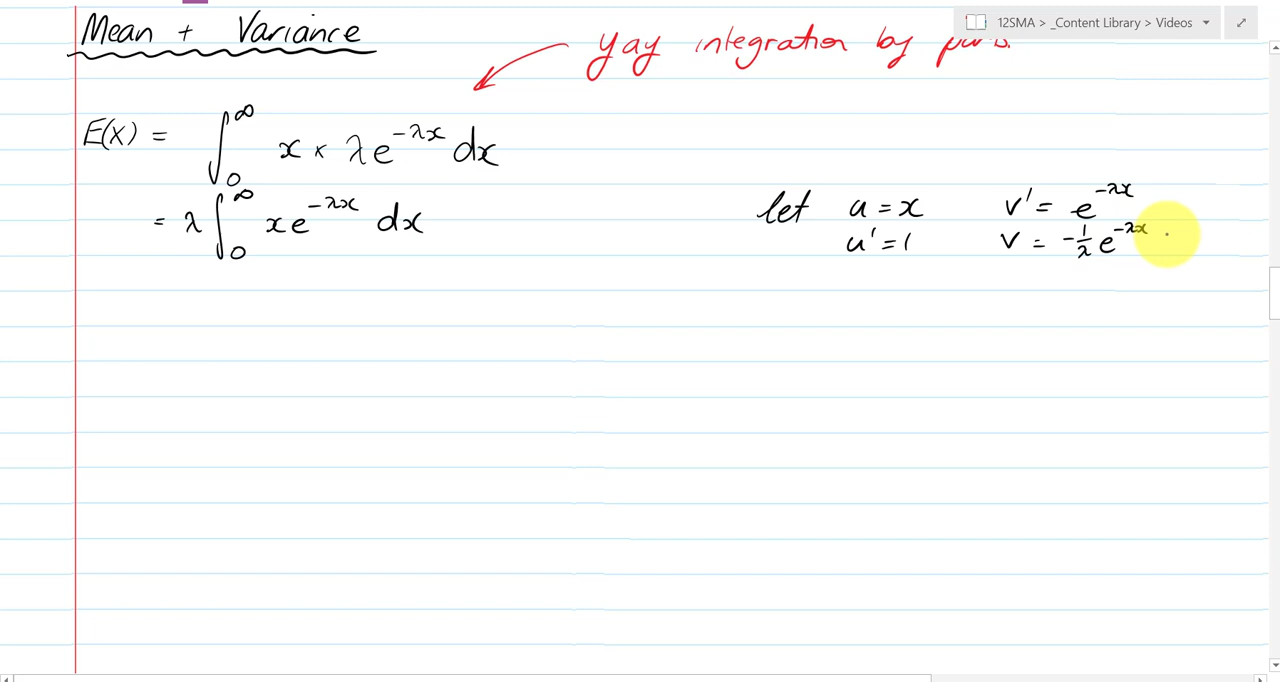 Mean + Variance
12SMA > _Content Library > Videos
yay integration by parts.
E(X) = ∫₀^∞ x × λe^{-λx} dx
= λ ∫₀^∞ xe^{-λx} dx
let u = x v' = e^{-λx}
u' = 1 v = -1/λ e^{-λx}